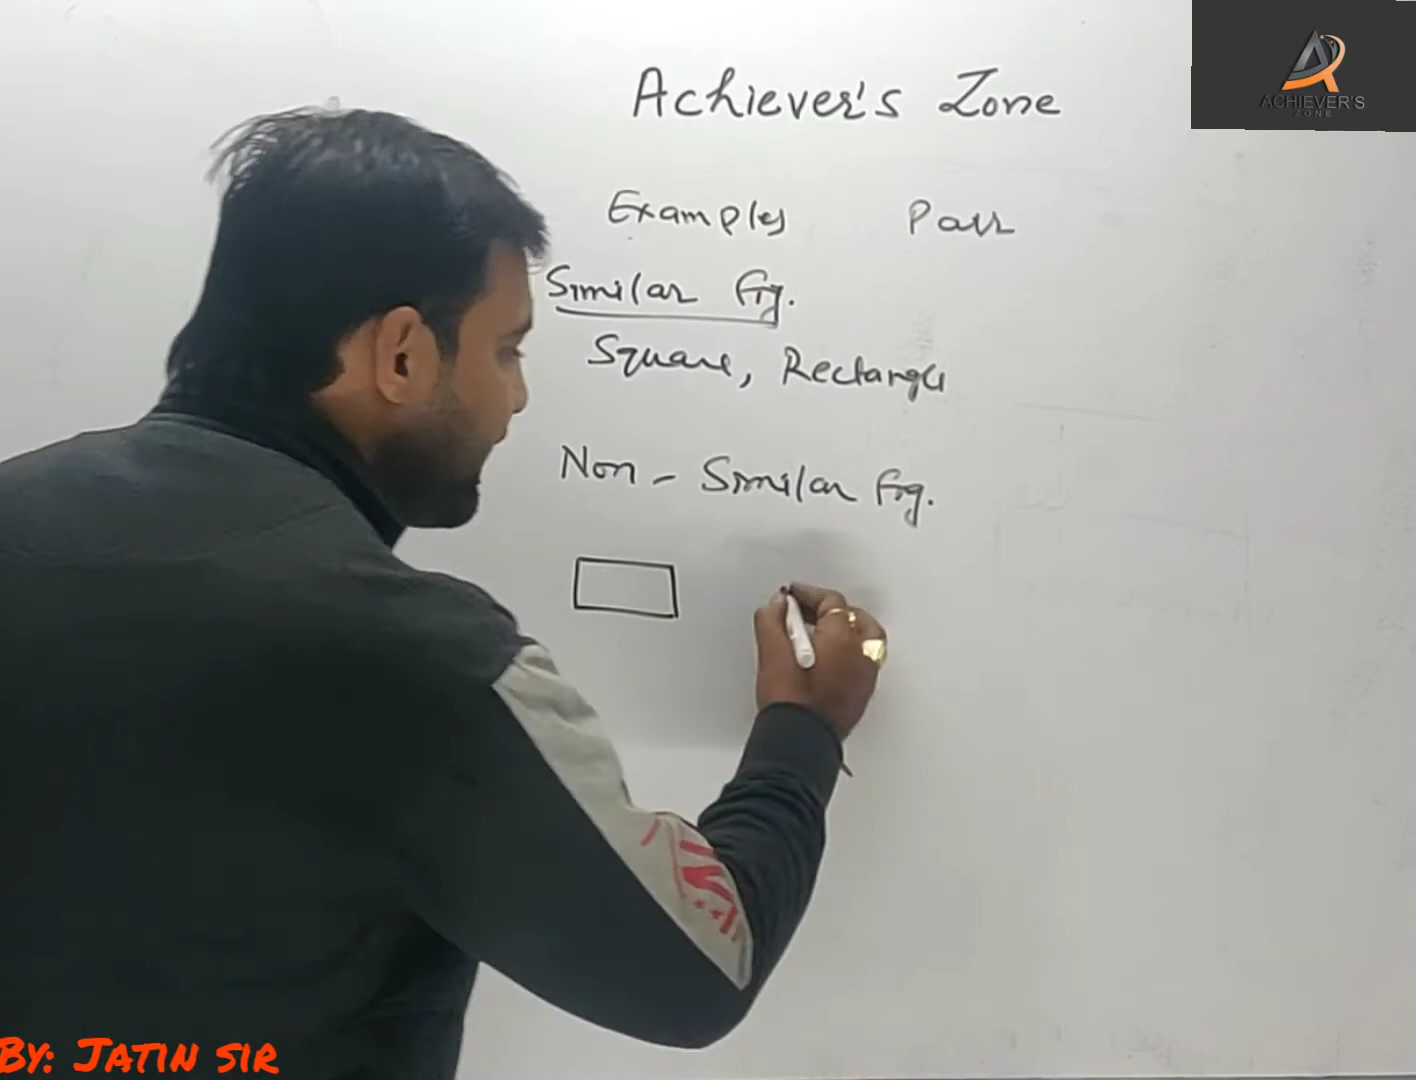 Achiever's Zone
ACHIEVER'S
ZONE
Examples Pair
Similar Fig.
Square, Rectangle
Non - Similar Fig.
By: Jatin sir